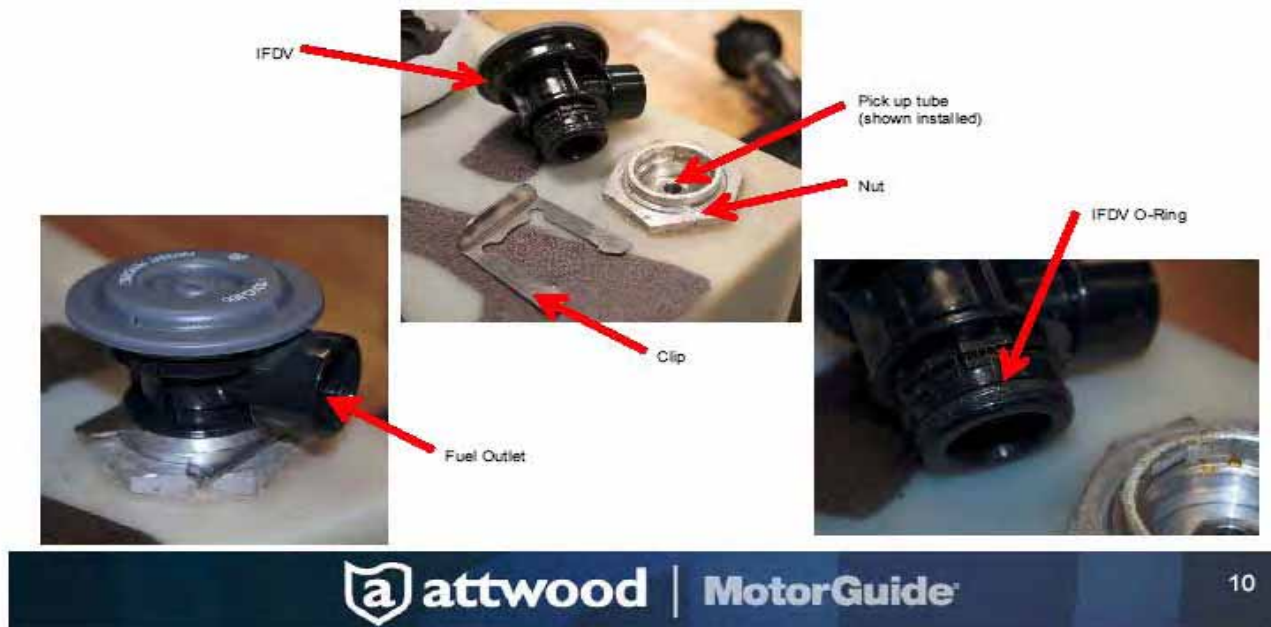 IFDV
Pick up tube
(shown installed)
Nut
IFDV O-Ring
Clip
Fuel Outlet
a attwood | MotorGuide
10